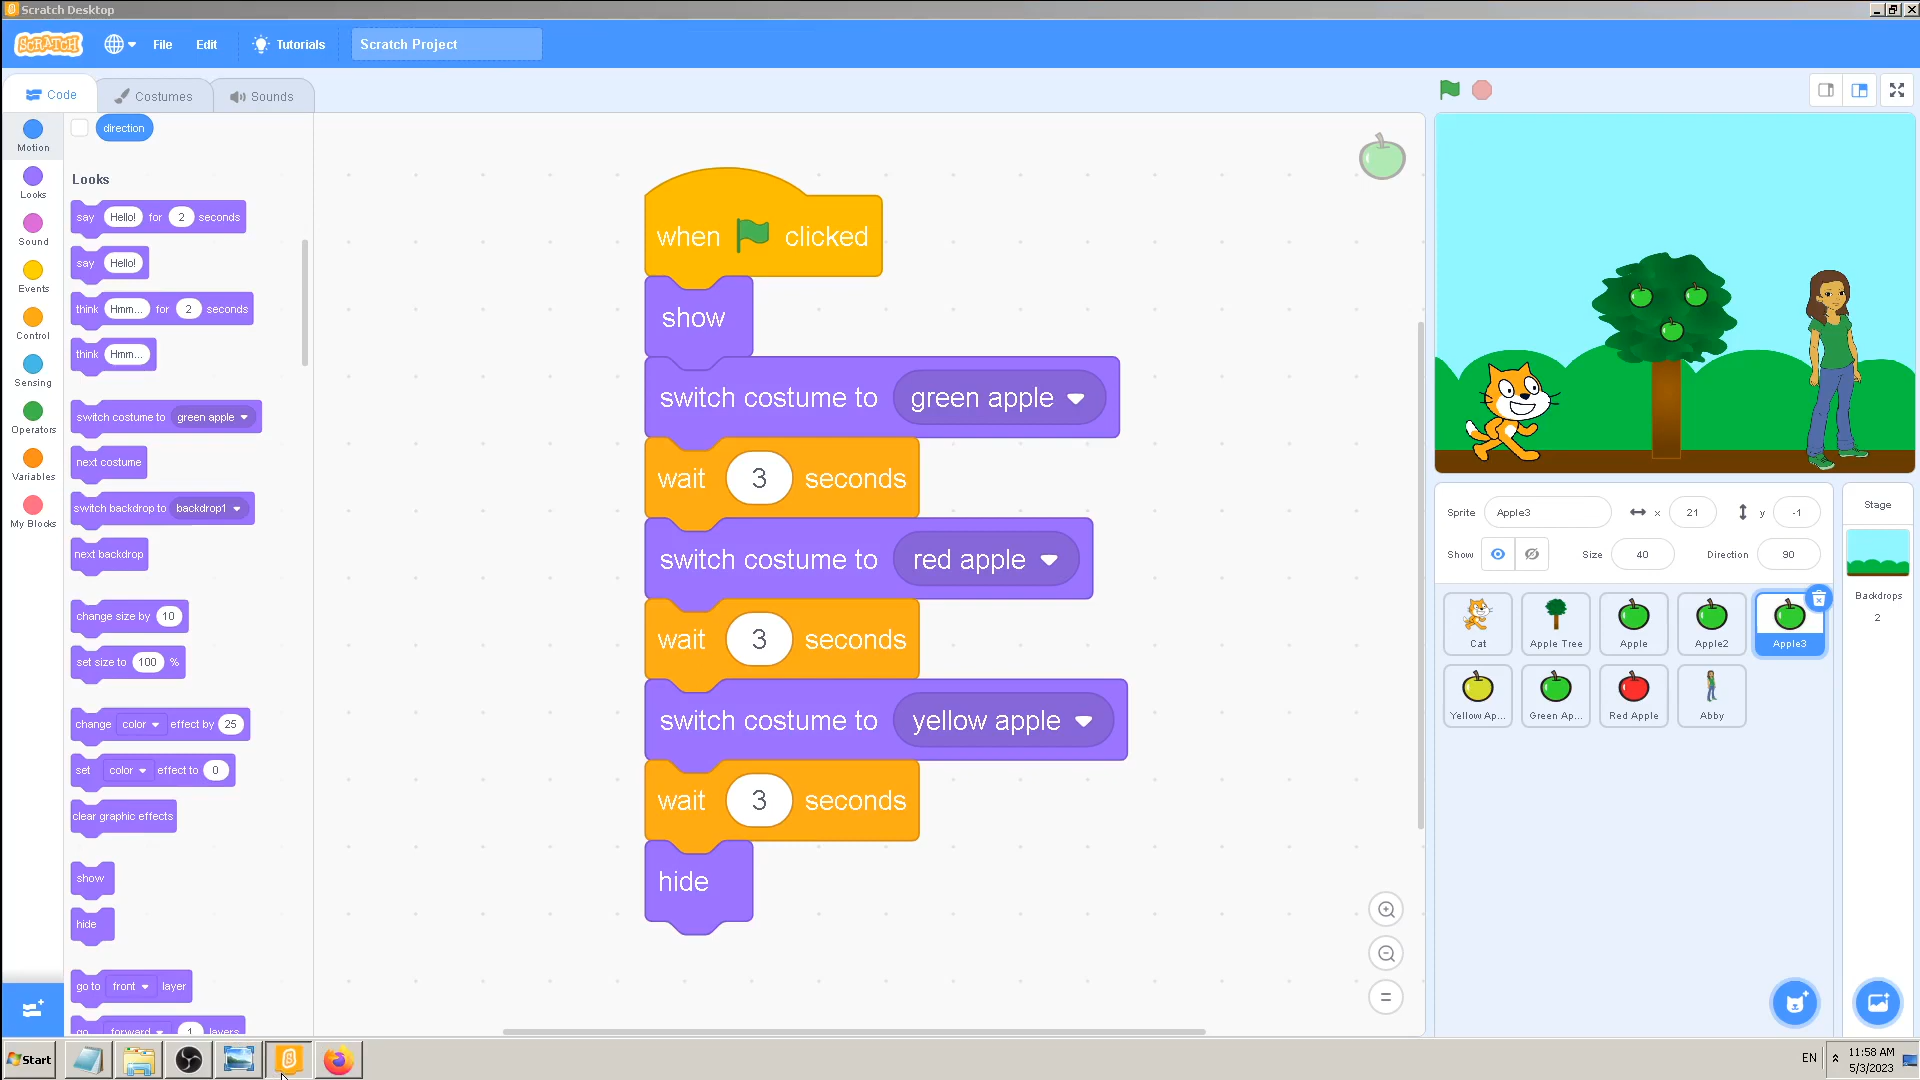 Scratch Desktop
SCRATCH
File
Edit
Tutorials
Scratch Project
Code
Costumes
Sounds
Motion
Looks
Sound
Events
Control
Sensing
Operators
Variables
My Blocks
direction
Looks
say Hello! for 2 seconds
say Hello!
think Hmm... for 2 seconds
think Hmm...
switch costume to green apple
next costume
switch backdrop to backdrop1
next backdrop
change size by 10
set size to 100 %
change color effect by 25
set color effect to 0
clear graphic effects
show
hide
go to front layer
go forward 1 layers
when clicked
show
switch costume to green apple
wait 3 seconds
switch costume to red apple
wait 3 seconds
switch costume to yellow apple
wait 3 seconds
hide
Sprite Apple3 x 21 y -1
Show Size 40 Direction 90
Cat
Apple Tree
Apple
Apple2
Apple3
Yellow Ap...
Green Ap...
Red Apple
Abby
Stage
Backdrops
2
Start
EN
11:58 AM
5/3/2023